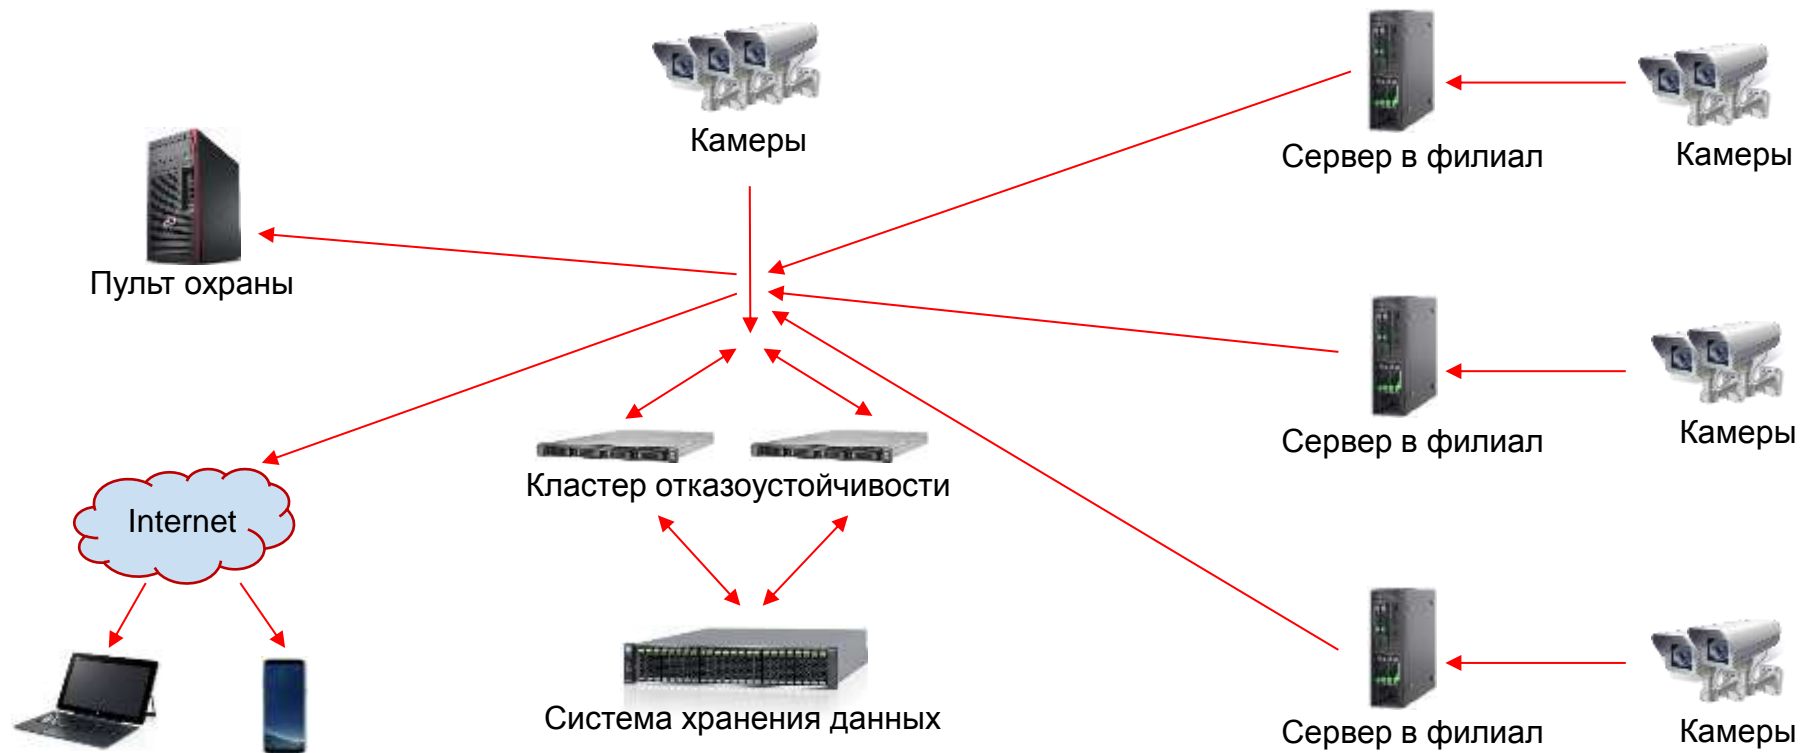 Камеры
Сервер в филиал
Камеры
Пульт охраны
Сервер в филиал
Камеры
Кластер отказоустойчивости
Internet
Система хранения данных
Сервер в филиал
Камеры